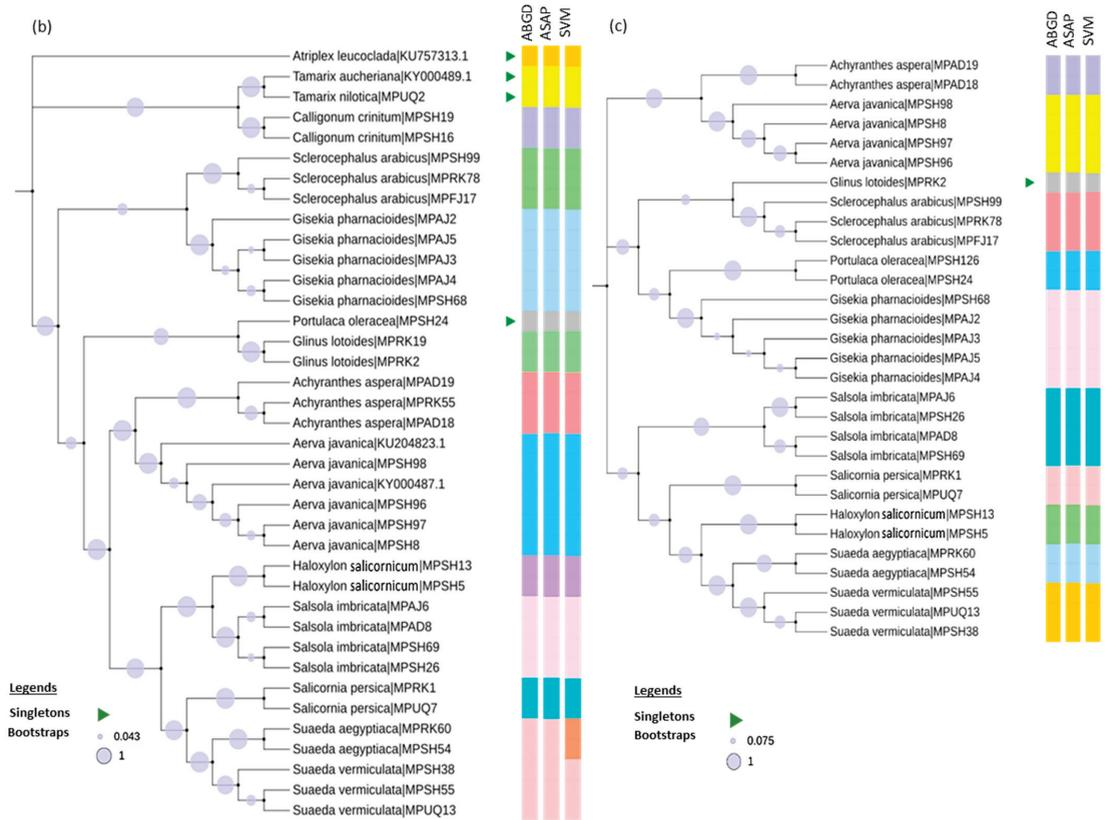 (b)
ABGD
ASAP
SVM
Atriplex leucoclada|KU757313.1
Tamarix aucheriana|KY000489.1
Tamarix nilotica|MPUQ2
Calligonum crinitum|MPSH19
Calligonum crinitum|MPSH16
Sclerocephalus arabicus|MPSH99
Sclerocephalus arabicus|MPRK78
Sclerocephalus arabicus|MPFJ17
Gisekia pharnacioides|MPAJ2
Gisekia pharnacioides|MPAJ5
Gisekia pharnacioides|MPAJ3
Gisekia pharnacioides|MPAJ4
Gisekia pharnacioides|MPSH68
Portulaca oleracea|MPSH24
Glinus lotoides|MPRK19
Glinus lotoides|MPRK2
Achyranthes aspera|MPAD19
Achyranthes aspera|MPRK55
Achyranthes aspera|MPAD18
Aerva javanica|KU204823.1
Aerva javanica|MPSH98
Aerva javanica|KY000487.1
Aerva javanica|MPSH96
Aerva javanica|MPSH97
Aerva javanica|MPSH8
Haloxylon salicornicum|MPSH13
Haloxylon salicornicum|MPSH5
Salsola imbricata|MPAJ6
Salsola imbricata|MPAD8
Salsola imbricata|MPSH69
Salsola imbricata|MPSH26
Salicornia persica|MPRK1
Salicornia persica|MPUQ7
Suaeda aegyptiaca|MPRK60
Suaeda aegyptiaca|MPSH54
Suaeda vermiculata|MPSH38
Suaeda vermiculata|MPSH55
Suaeda vermiculata|MPUQ13
Legends
Singletons
Bootstraps
0.043
1
(c)
ABGD
ASAP
SVM
Achyranthes aspera|MPAD19
Achyranthes aspera|MPAD18
Aerva javanica|MPSH98
Aerva javanica|MPSH8
Aerva javanica|MPSH97
Aerva javanica|MPSH96
Glinus lotoides|MPRK2
Sclerocephalus arabicus|MPSH99
Sclerocephalus arabicus|MPRK78
Sclerocephalus arabicus|MPFJ17
Portulaca oleracea|MPSH126
Portulaca oleracea|MPSH24
Gisekia pharnacioides|MPSH68
Gisekia pharnacioides|MPAJ2
Gisekia pharnacioides|MPAJ3
Gisekia pharnacioides|MPAJ5
Gisekia pharnacioides|MPAJ4
Salsola imbricata|MPAJ6
Salsola imbricata|MPSH26
Salsola imbricata|MPAD8
Salsola imbricata|MPSH69
Salicornia persica|MPRK1
Salicornia persica|MPUQ7
Haloxylon salicornicum|MPSH13
Haloxylon salicornicum|MPSH5
Suaeda aegyptiaca|MPRK60
Suaeda aegyptiaca|MPSH54
Suaeda vermiculata|MPSH55
Suaeda vermiculata|MPUQ13
Suaeda vermiculata|MPSH38
Legends
Singletons
Bootstraps
0.075
1